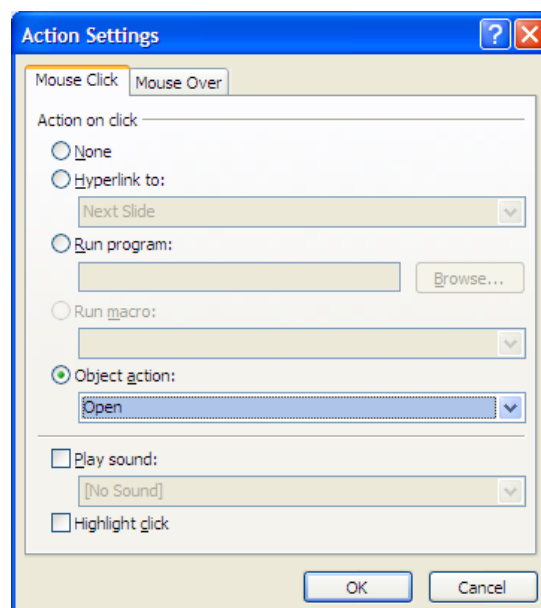 Action Settings
Mouse Click Mouse Over
Action on click
None
Hyperlink to:
Next Slide
Run program:
Browse...
Run macro:
Object action:
Open
Play sound:
[No Sound]
Highlight click
OK Cancel